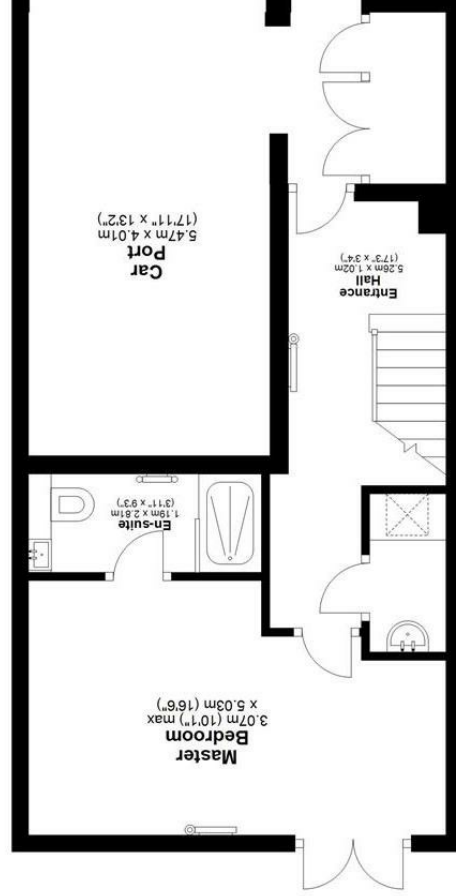 Master
Bedroom
3.07m (10'1") max
x 5.03m (16'6")
En-suite
1.19m x 2.81m
(3'11" x 9'3")
Entrance
Hall
5.26m x 1.02m
(17'3" x 3'4")
Car
Port
5.47m x 4.01m
(17'11" x 13'2")